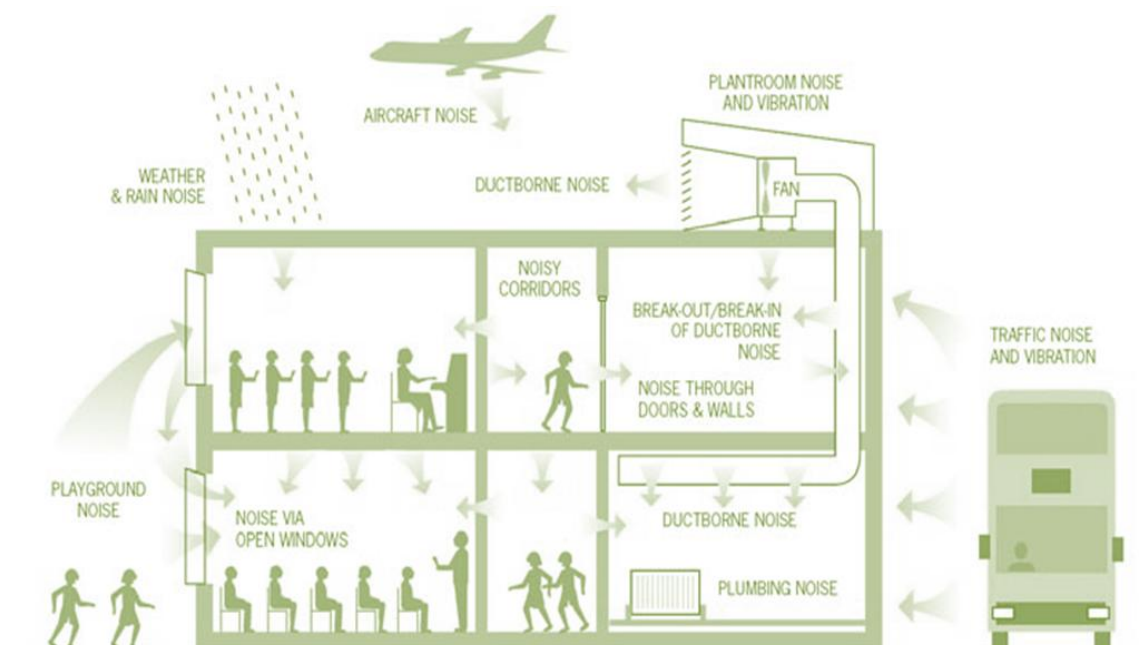 PLANTROOM NOISE
AND VIBRATION
AIRCRAFT NOISE
WEATHER
& RAIN NOISE
DUCTBORNE NOISE
FAN
NOISY
CORRIDORS
BREAK-OUT/BREAK-IN
OF DUCTBORNE
NOISE
TRAFFIC NOISE
AND VIBRATION
NOISE THROUGH
DOORS & WALLS
PLAYGROUND
NOISE
NOISE VIA
OPEN WINDOWS
DUCTBORNE NOISE
PLUMBING NOISE